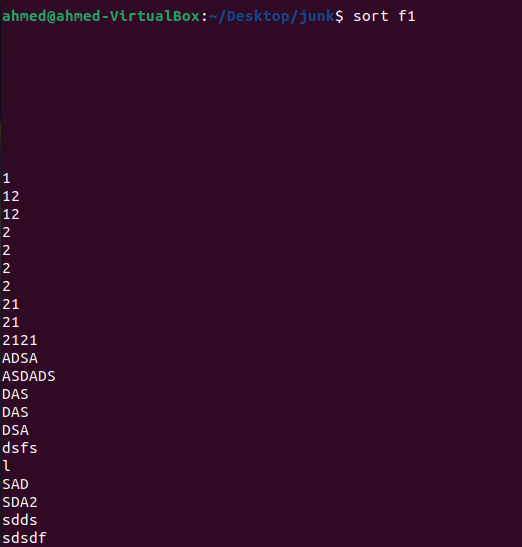 ahmed@ahmed-VirtualBox:~/Desktop/junk$ sort f1
1
12
12
2
2
2
2
21
21
2121
ADSA
ASDADS
DAS
DAS
DSA
dsfs
l
SAD
SDA2
sdds
sdsdf